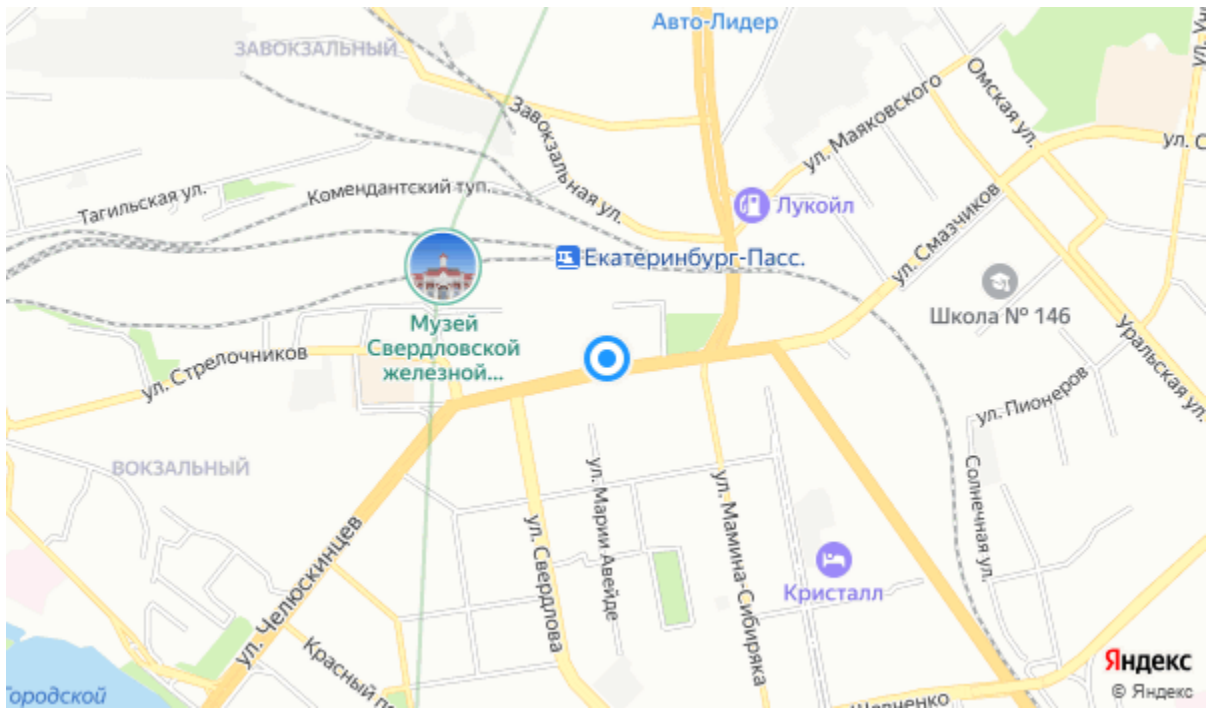 Авто-Лидер
ЗАВОКЗАЛЬНЫЙ
Омская ул.
ул. Маяковского
Завокзальная ул.
Комендантский туп.
Тагильская ул.
Лукойл
ул. Смазчиков
Екатеринбург-Пасс.
Школа № 146
Музей
Свердловской
железной...
ул. Стрелочников
Уральская ул.
ул. Пионеров
ВОКЗАЛЬНЫЙ
Солнечная ул.
ул. Марии Авейде
ул. Мамина-Сибиряка
ул. Свердлова
ул. Челюскинцев
Кристалл
Красный
Яндекс
© Яндекс
Городской